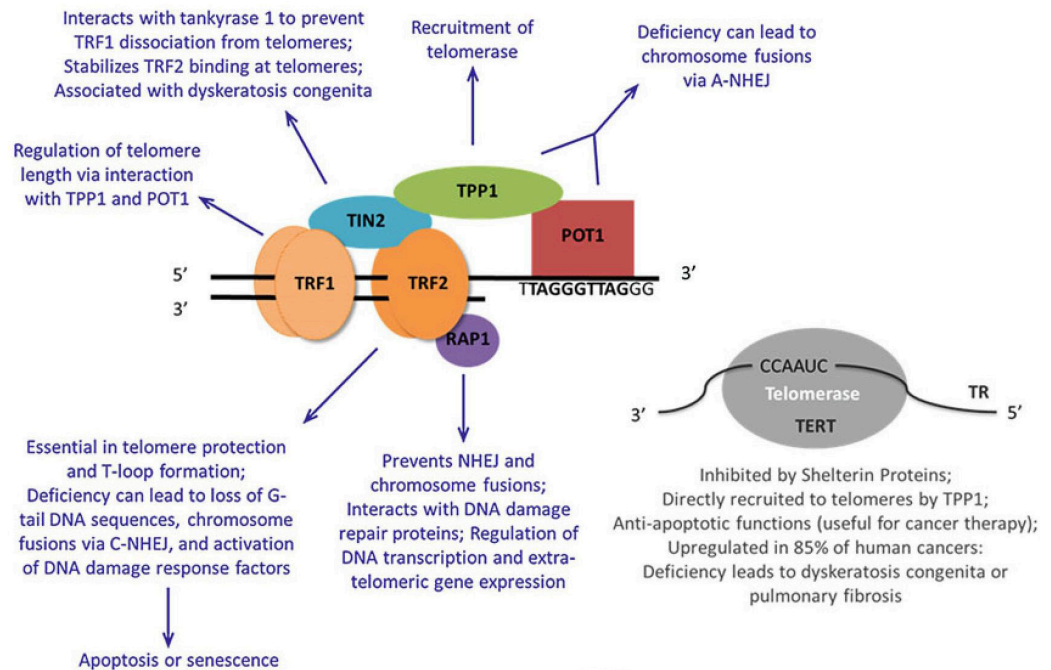 Interacts with tankyrase 1 to prevent
TRF1 dissociation from telomeres;
Stabilizes TRF2 binding at telomeres;
Associated with dyskeratosis congenita
Recruitment of
telomerase
Deficiency can lead to
chromosome fusions
via A-NHEJ
Regulation of telomere
length via interaction
with TPP1 and POT1
TPP1
TIN2
POT1
TRF1
TRF2
5’
3’
3’
TTAGGGTTAGGG
RAP1
CCAAUC
Telomerase
TERT
TR
3’
5’
Essential in telomere protection
and T-loop formation;
Deficiency can lead to loss of G-
tail DNA sequences, chromosome
fusions via C-NHEJ, and activation
of DNA damage response factors
Apoptosis or senescence
Prevents NHEJ and
chromosome fusions;
Interacts with DNA damage
repair proteins; Regulation of
DNA transcription and extra-
telomeric gene expression
Inhibited by Shelterin Proteins;
Directly recruited to telomeres by TPP1;
Anti-apoptotic functions (useful for cancer therapy);
Upregulated in 85% of human cancers:
Deficiency leads to dyskeratosis congenita or
pulmonary fibrosis